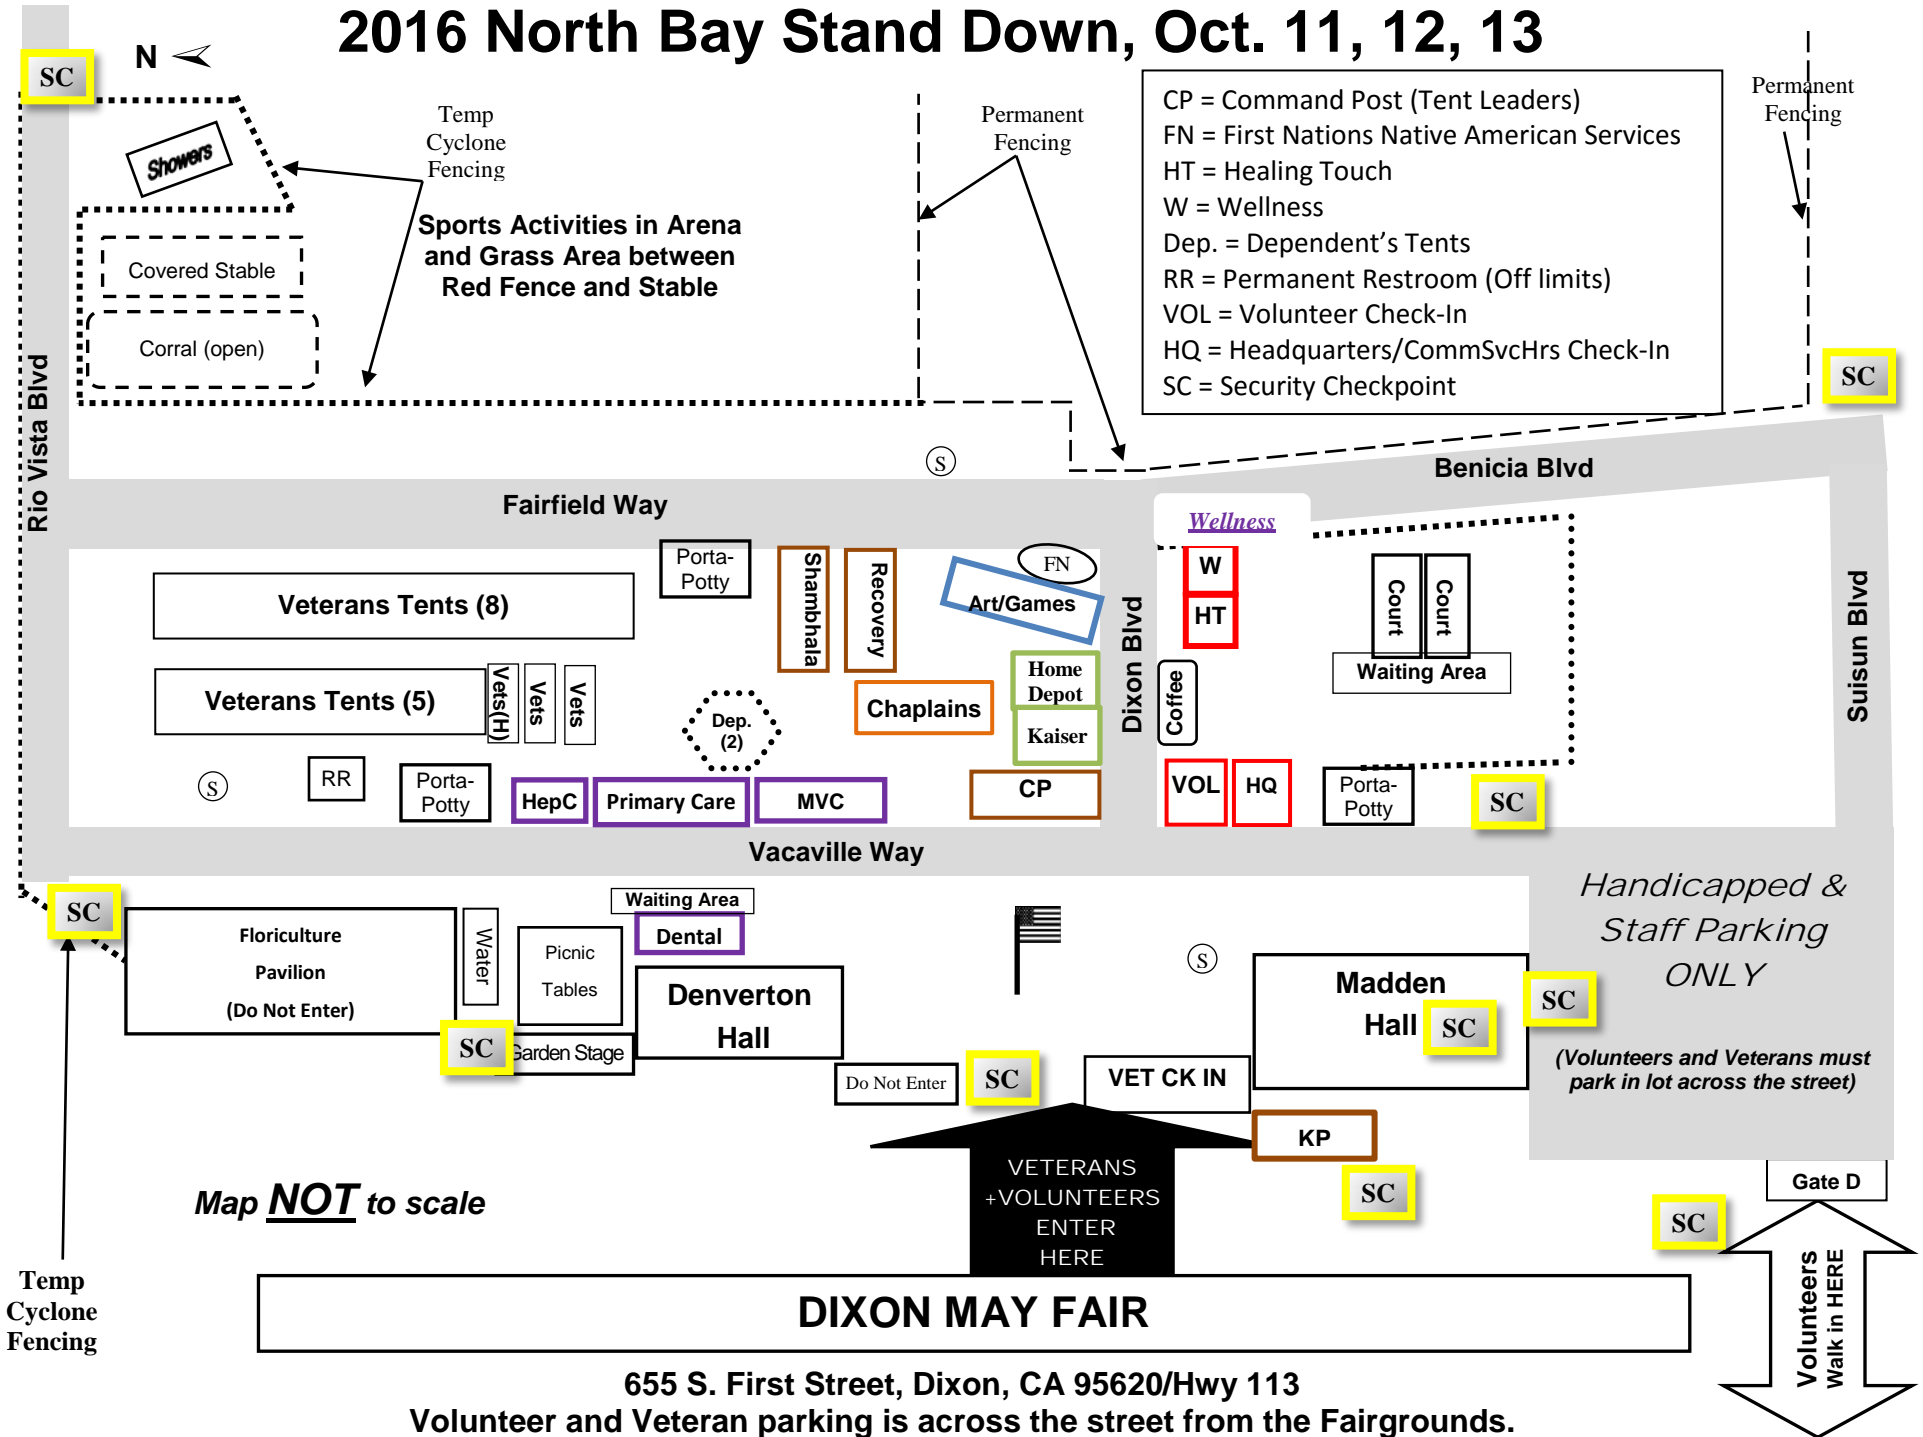 2016 North Bay Stand Down, Oct. 11, 12, 13
SC
N
Showers
Covered Stable
Corral (open)
Rio Vista Blvd
Temp
Cyclone
Fencing
Sports Activities in Arena
and Grass Area between
Red Fence and Stable
Permanent
Fencing
CP = Command Post (Tent Leaders)
FN = First Nations Native American Services
HT = Healing Touch
W = Wellness
Dep. = Dependent's Tents
RR = Permanent Restroom (Off limits)
VOL = Volunteer Check-In
HQ = Headquarters/CommSvcHrs Check-In
SC = Security Checkpoint
Permanent
Fencing
SC
S
Benicia Blvd
Fairfield Way
Wellness
Veterans Tents (8)
Porta-
Potty
Shambhala
Recovery
FN
Art/Games
Dixon Blvd
W
HT
Court
Court
Waiting Area
Suisun Blvd
Veterans Tents (5)
Vets(H)
Vets
Vets
Dep.
(2)
Chaplains
Home
Depot
Kaiser
Coffee
S
RR
Porta-
Potty
HepC
Primary Care
MVC
CP
VOL
HQ
Porta-
Potty
SC
Vacaville Way
SC
Floriculture
Pavilion
(Do Not Enter)
Water
Picnic
Tables
Waiting Area
Dental
Denverton
Hall
SC
Garden Stage
Do Not Enter
SC
VET CK IN
S
Madden
Hall
SC
SC
KP
SC
Handicapped &
Staff Parking
ONLY
(Volunteers and Veterans must
park in lot across the street)
Gate D
SC
Volunteers
Walk in HERE
VETERANS
+VOLUNTEERS
ENTER
HERE
Map NOT to scale
Temp
Cyclone
Fencing
DIXON MAY FAIR
655 S. First Street, Dixon, CA 95620/Hwy 113
Volunteer and Veteran parking is across the street from the Fairgrounds.